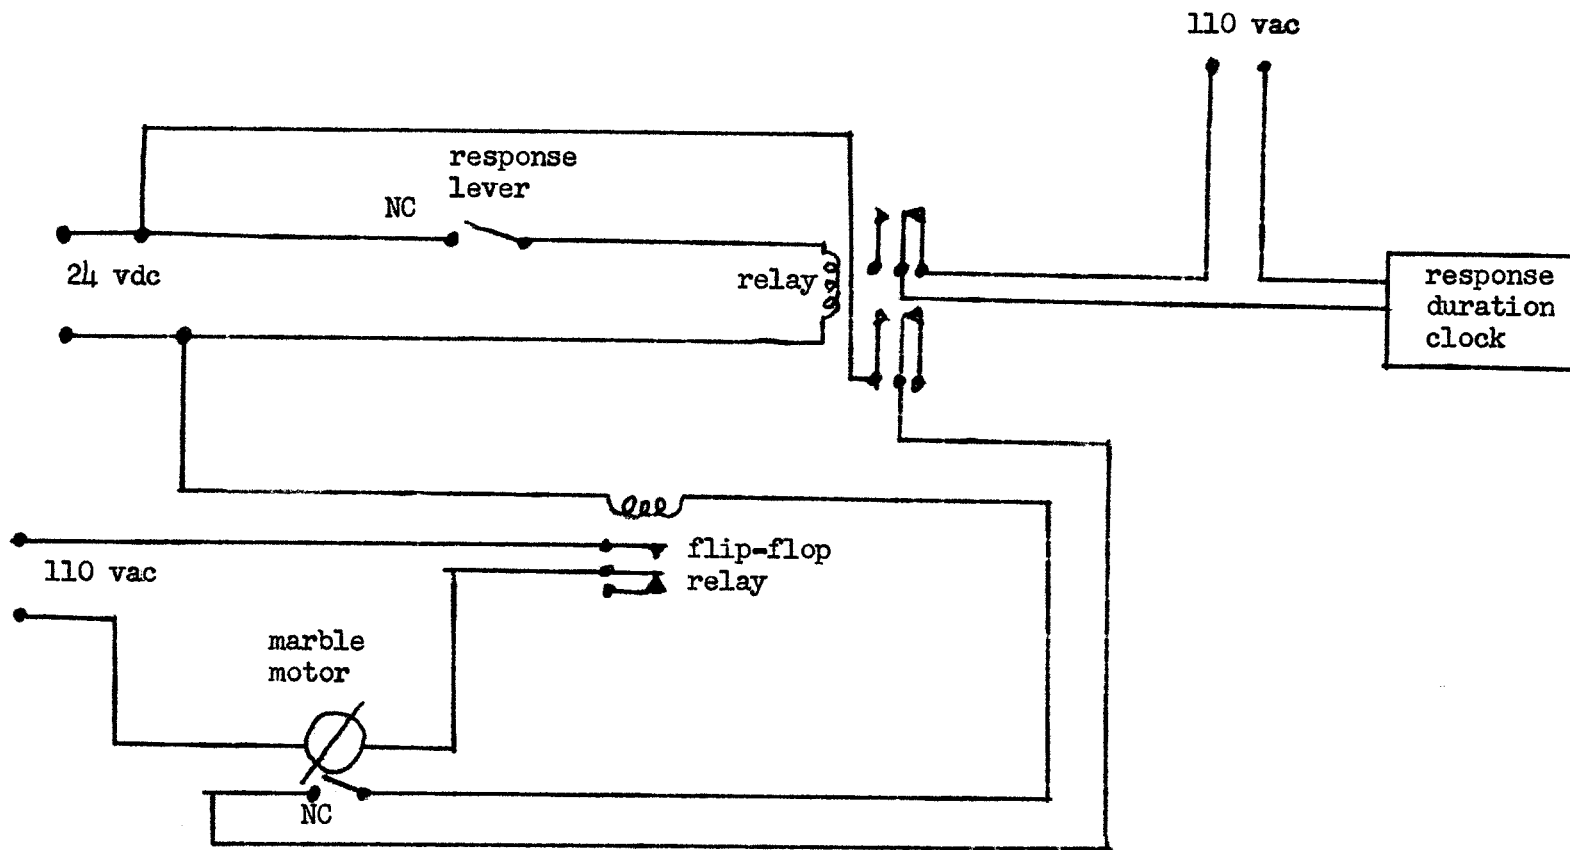 110 vac
response
lever
NC
24 vdc
relay
response
duration
clock
flip-flop
relay
110 vac
marble
motor
NC